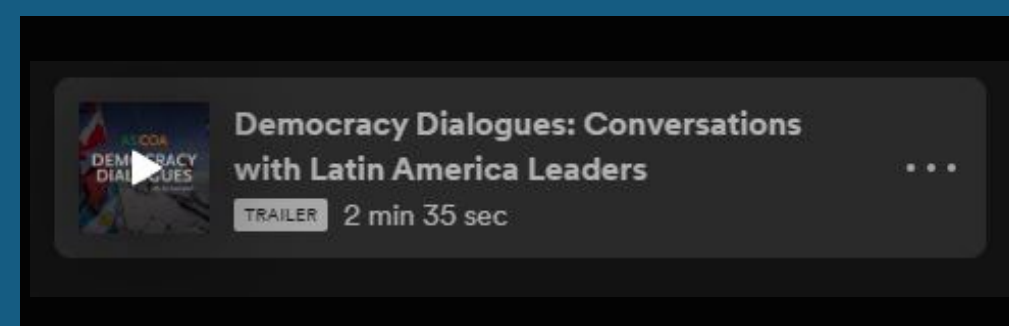 AS/COA
DEMOCRACY
DIALOGUES
Democracy Dialogues: Conversations
with Latin America Leaders
TRAILER 2 min 35 sec